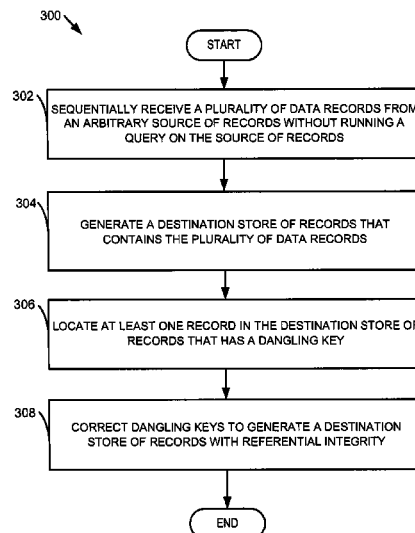 300
START
302
SEQUENTIALLY RECEIVE A PLURALITY OF DATA RECORDS FROM
AN ARBITRARY SOURCE OF RECORDS WITHOUT RUNNING A
QUERY ON THE SOURCE OF RECORDS
304
GENERATE A DESTINATION STORE OF RECORDS THAT
CONTAINS THE PLURALITY OF DATA RECORDS
306
LOCATE AT LEAST ONE RECORD IN THE DESTINATION STORE OF
RECORDS THAT HAS A DANGLING KEY
308
CORRECT DANGLING KEYS TO GENERATE A DESTINATION
STORE OF RECORDS WITH REFERENTIAL INTEGRITY
END